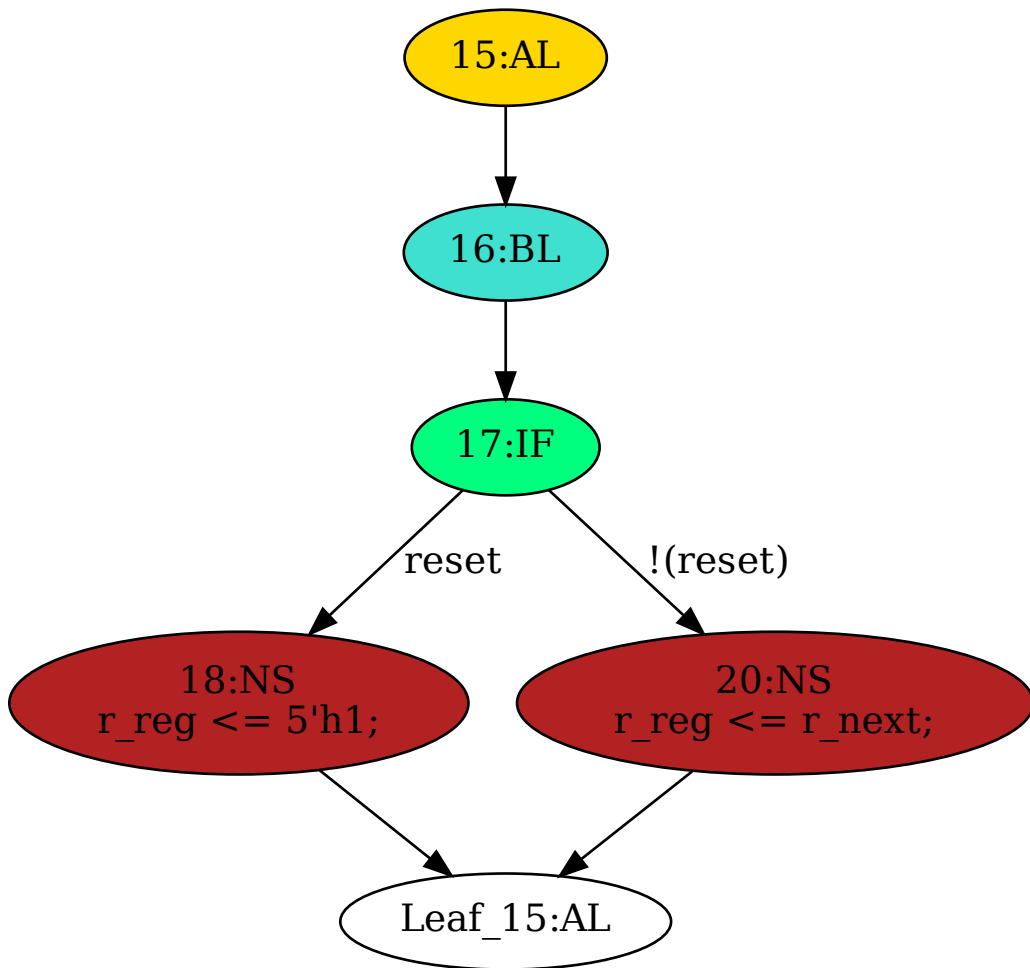 15:AL
16:BL
17:IF
reset
!(reset)
18:NS
r_reg <= 5'h1;
20:NS
r_reg <= r_next;
Leaf_15:AL